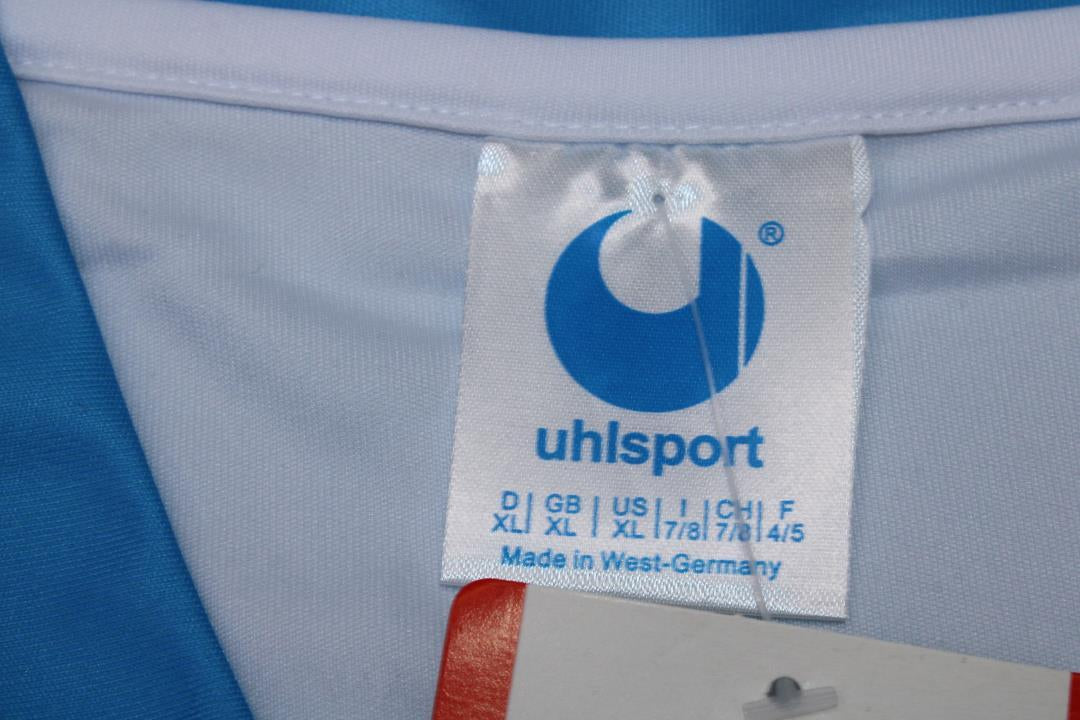 ®
uhlsport
D | GB | US | I | CH | F
XL | XL | XL | 7/8 | 7/8 | 4/5
Made in West-Germany